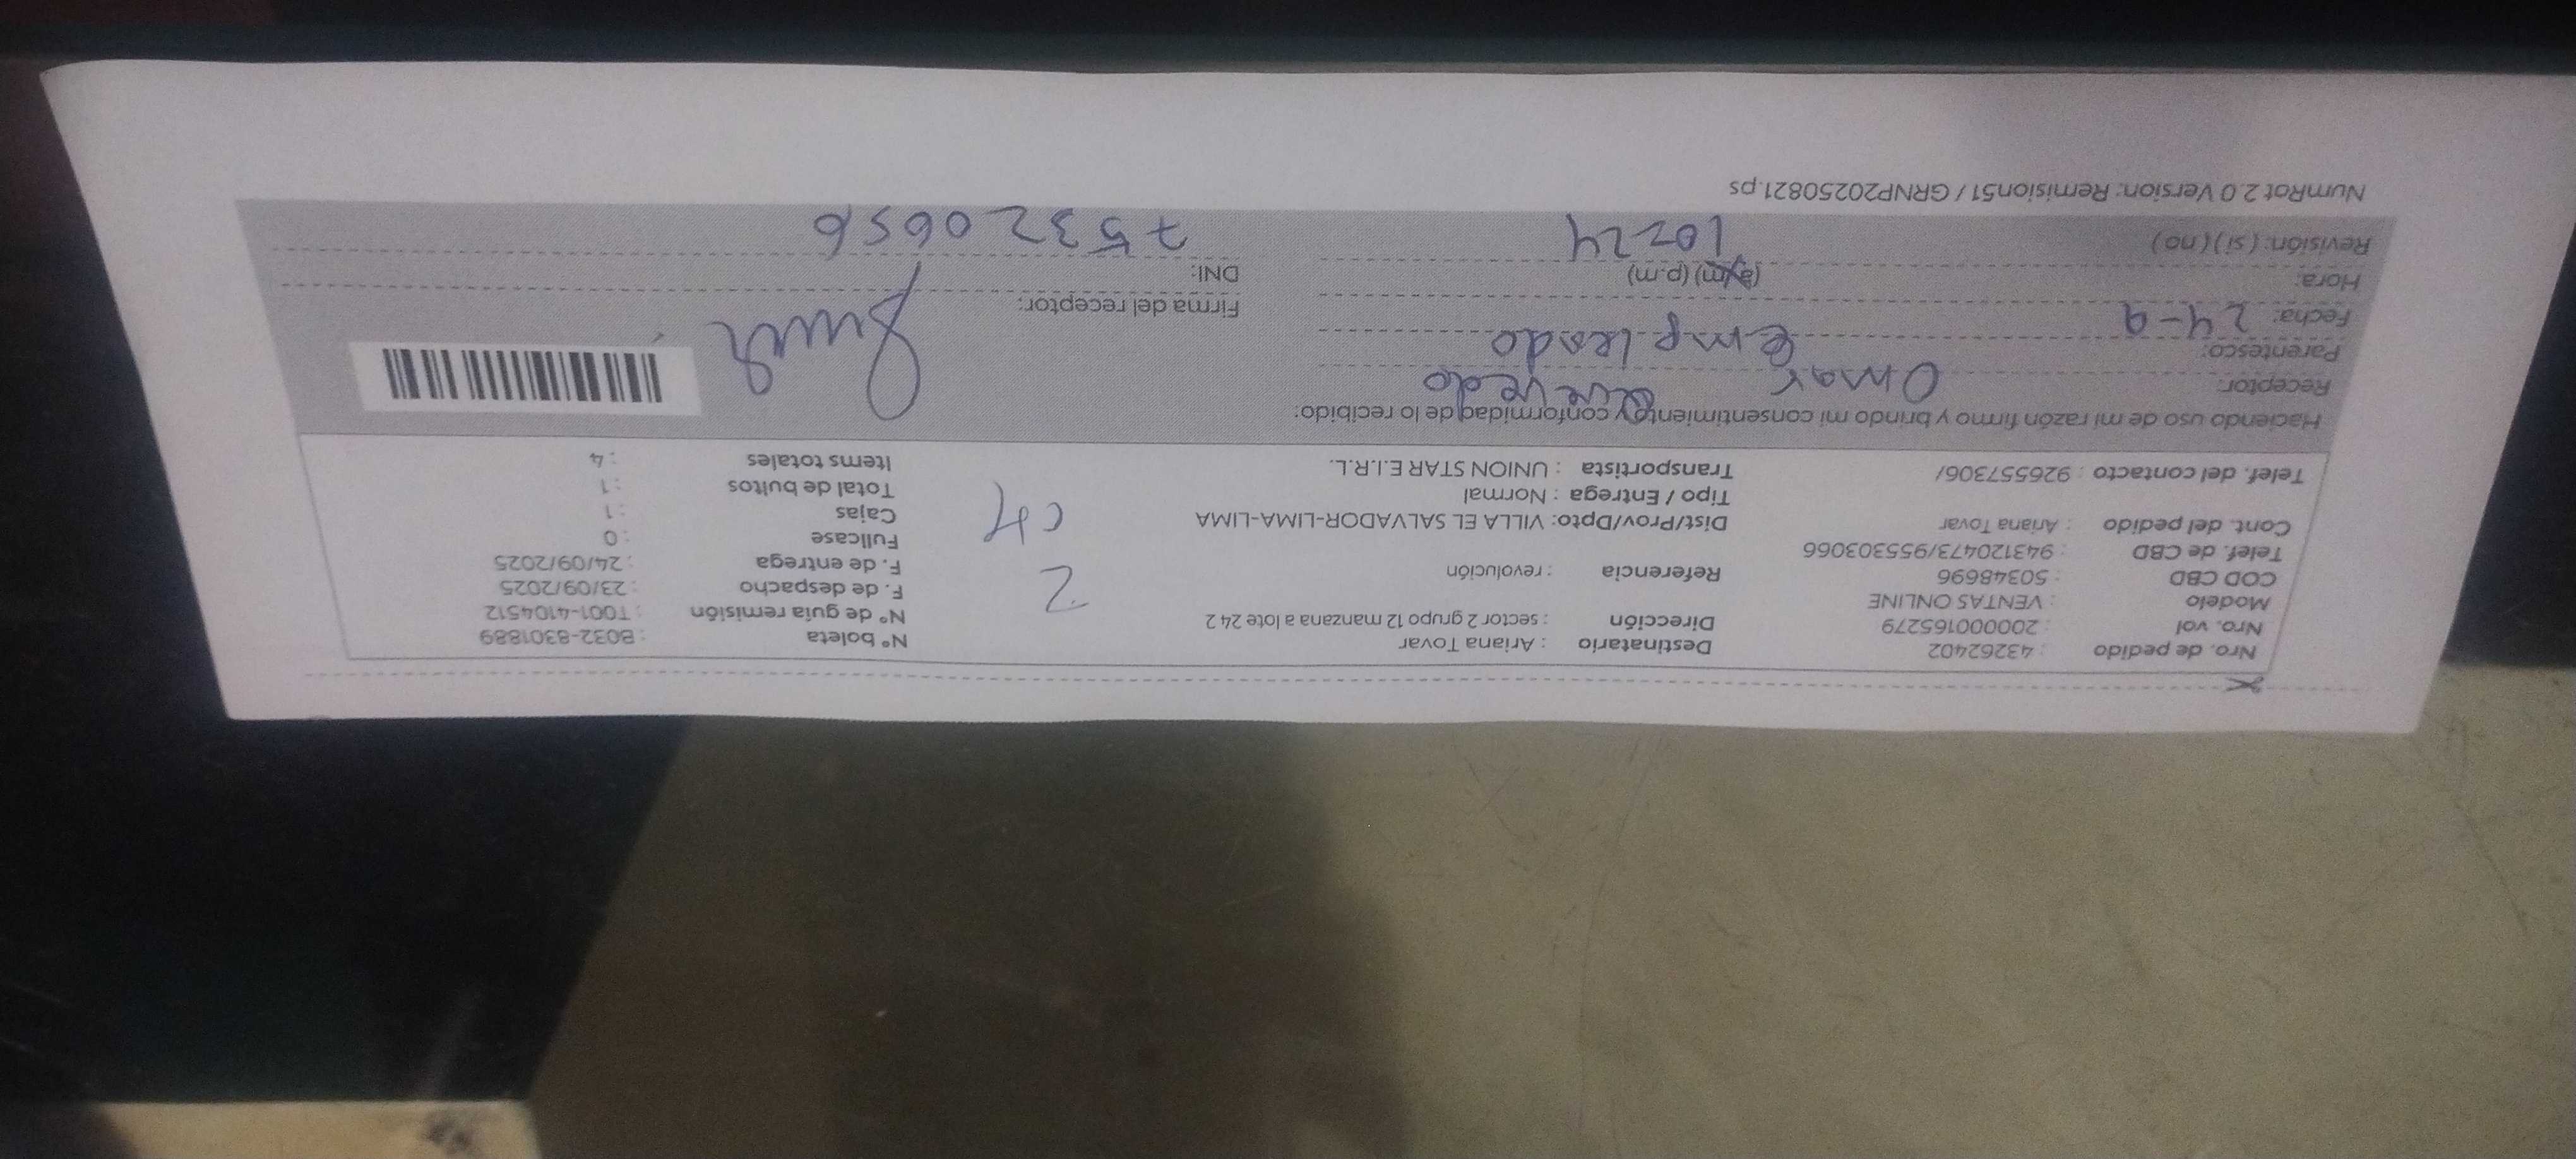 Nro. de pedido : 43262402
Nro. vol : 200000165279
Modelo : VENTAS ONLINE
COD CBD : 50348696
Telef. de CBD : 943120473/955303066
Cont. del pedido : Ariana Tovar
Telef. del contacto : 926557306/
Destinatario : Ariana Tovar
Dirección : sector 2 grupo 12 manzana a lote 24 2
Referencia : revolución
Dist/Prov/Dpto: VILLA EL SALVADOR-LIMA-LIMA
Tipo / Entrega : Normal
Transportista : UNION STAR E.I.R.L.
2
CH
N° boleta : B032-8301889
N° de guía remisión : T001-4104512
F. de despacho : 23/09/2025
F. de entrega : 24/09/2025
Fullcase : 0
Cajas : 1
Total de bultos : 1
Items totales : 4
Haciendo uso de mi razón firmo y brindo mi consentimiento y conformidad de lo recibido:
Receptor: Omar Quevedo
Parentesco: empleado
Fecha: 24-9
Hora: (a.m) (p.m)
Revisión: ( si ) ( no ) 10:24
Firma del receptor:
DNI: 75320656
NumRot 2.0 Version: Remision51 / GRNP20250821.ps